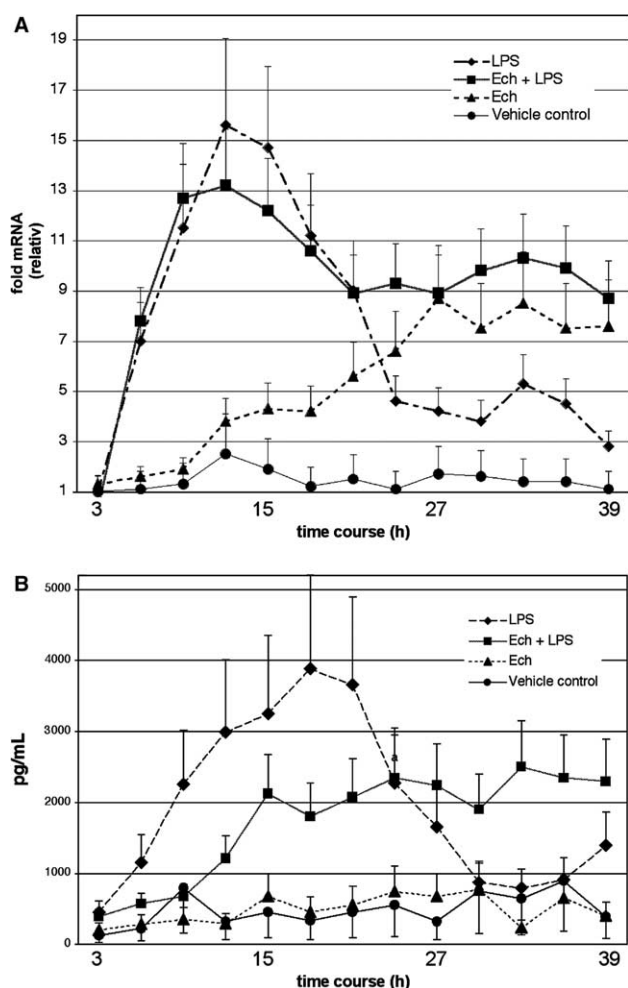 A
19
17
15
13
11
9
7
5
3
1
fold mRNA
(relativ)
LPS
Ech + LPS
Ech
Vehicle control
3
15
27
39
time course (h)
B
5000
4000
3000
2000
1000
0
pg/mL
LPS
Ech + LPS
Ech
Vehicle control
a
3
15
27
39
time course (h)